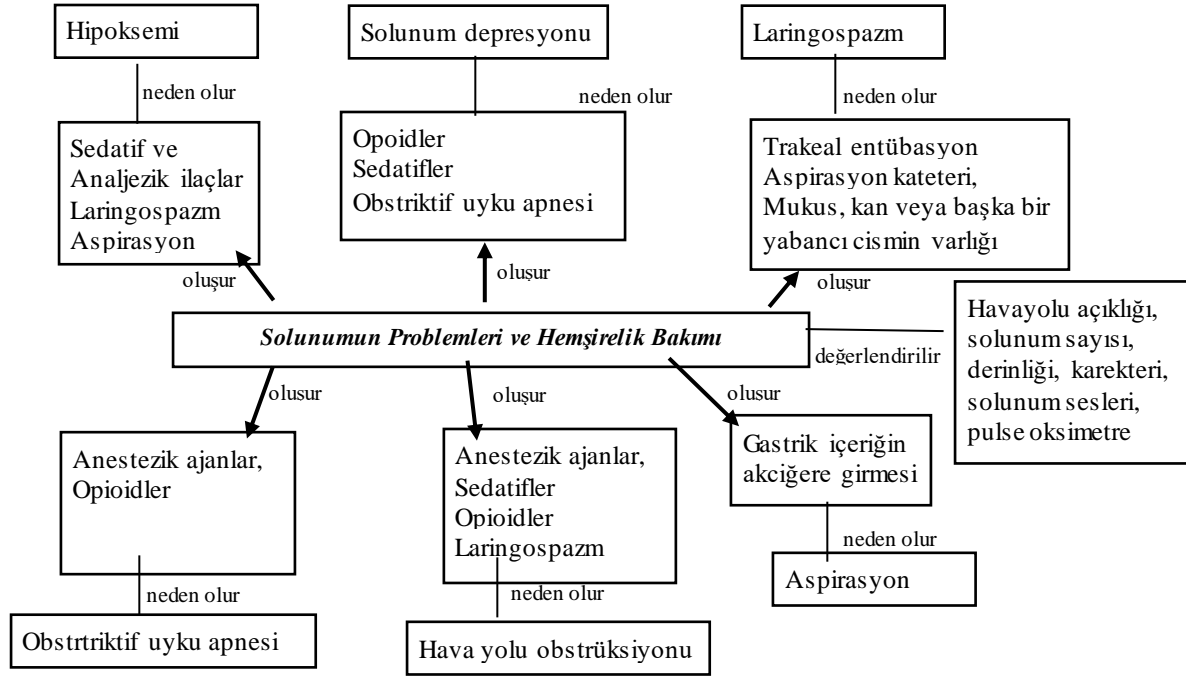 Hipoksemi
Solunum depresyonu
Laringospazm
neden olur
neden olur
neden olur
Sedatif ve
Analjezik ilaçlar
Laringospazm
Aspirasyon
Opoidler
Sedatifler
Obstriktif uyku apnesi
Trakeal entübasyon
Aspirasyon kateteri,
Mukus, kan veya başka bir
yabancı cismin varlığı
oluşur
oluşur
oluşur
Solunumun Problemleri ve Hemşirelik Bakımı
değerlendirilir
Havayolu açıklığı,
solunum sayısı,
derinliği, karekteri,
solunum sesleri,
pulse oksimetre
oluşur
oluşur
oluşur
Anestezik ajanlar,
Opioidler
Anestezik ajanlar,
Sedatifler
Opioidler
Laringospazm
Gastrik içeriğin
akciğere girmesi
neden olur
neden olur
neden olur
Obstrtriktif uyku apnesi
Hava yolu obstrüksiyonu
Aspirasyon